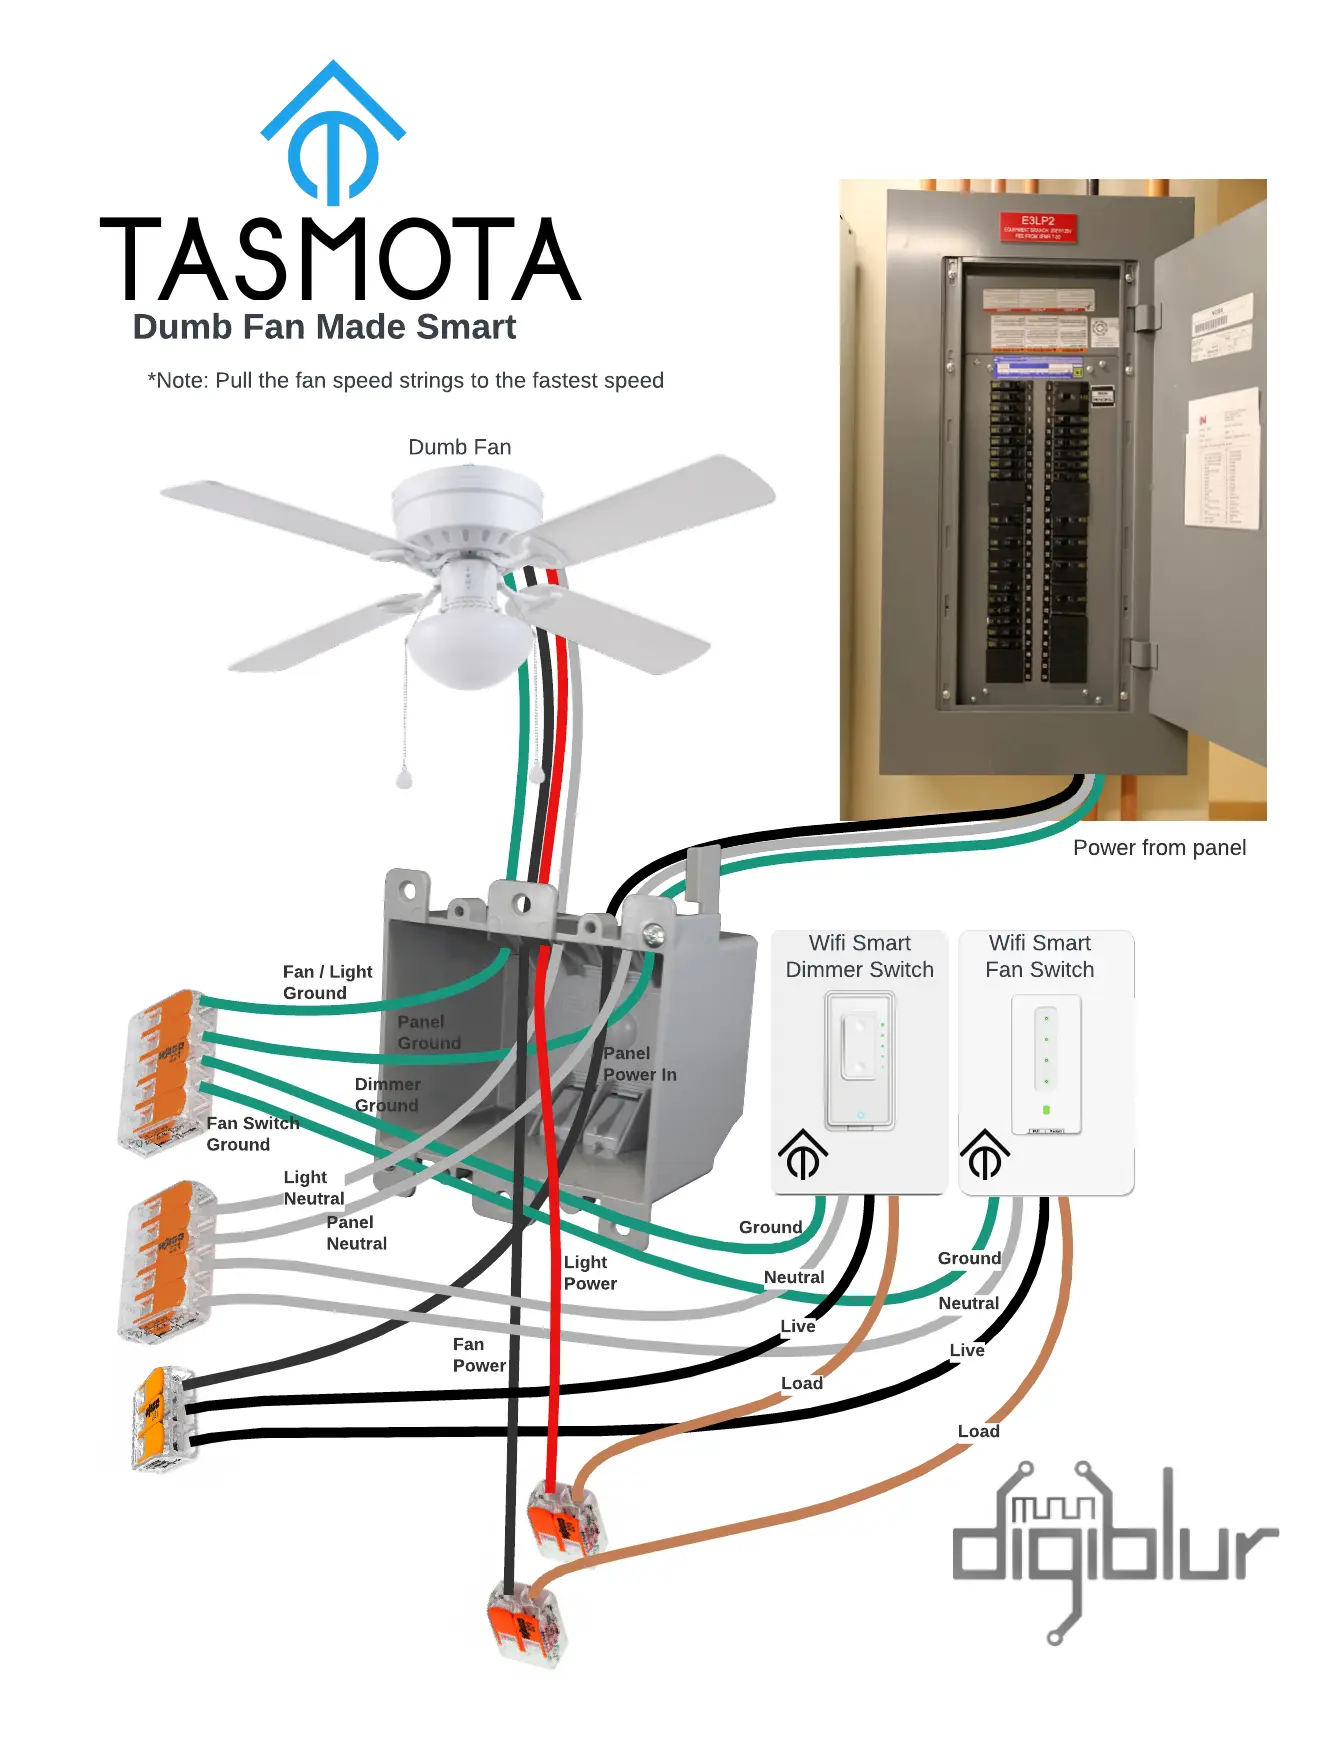 TASMOTA
Dumb Fan Made Smart
*Note: Pull the fan speed strings to the fastest speed
Dumb Fan
E3LP2
Power from panel
Wifi Smart
Dimmer Switch
Wifi Smart
Fan Switch
Fan / Light
Ground
Panel
Ground
Panel
Power In
Dimmer
Ground
Fan Switch
Ground
Light
Neutral
Panel
Neutral
Light
Power
Fan
Power
Ground
Neutral
Live
Load
Ground
Neutral
Live
Load
digiblur